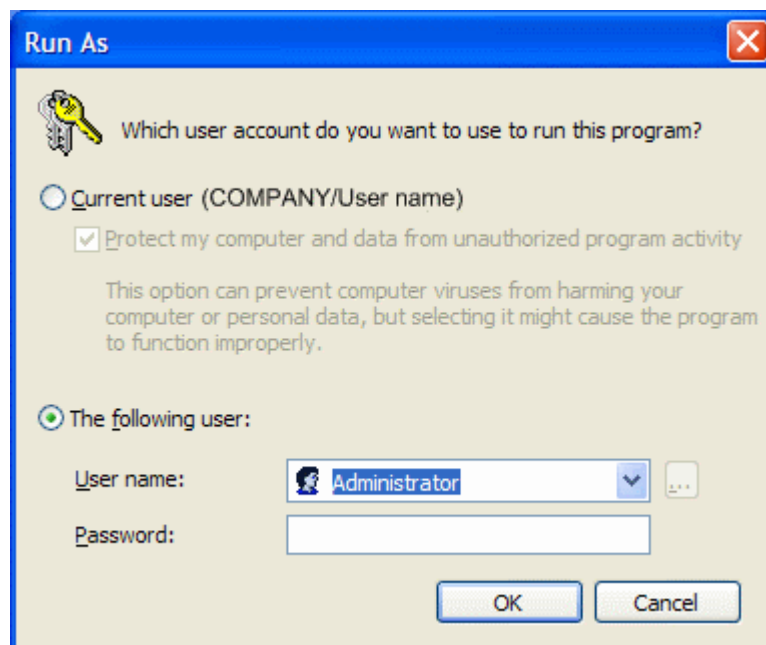 Run As
Which user account do you want to use to run this program?
Current user (COMPANY/User name)
Protect my computer and data from unauthorized program activity
This option can prevent computer viruses from harming your
computer or personal data, but selecting it might cause the program
to function improperly.
The following user:
User name: Administrator ...
Password:
OK Cancel